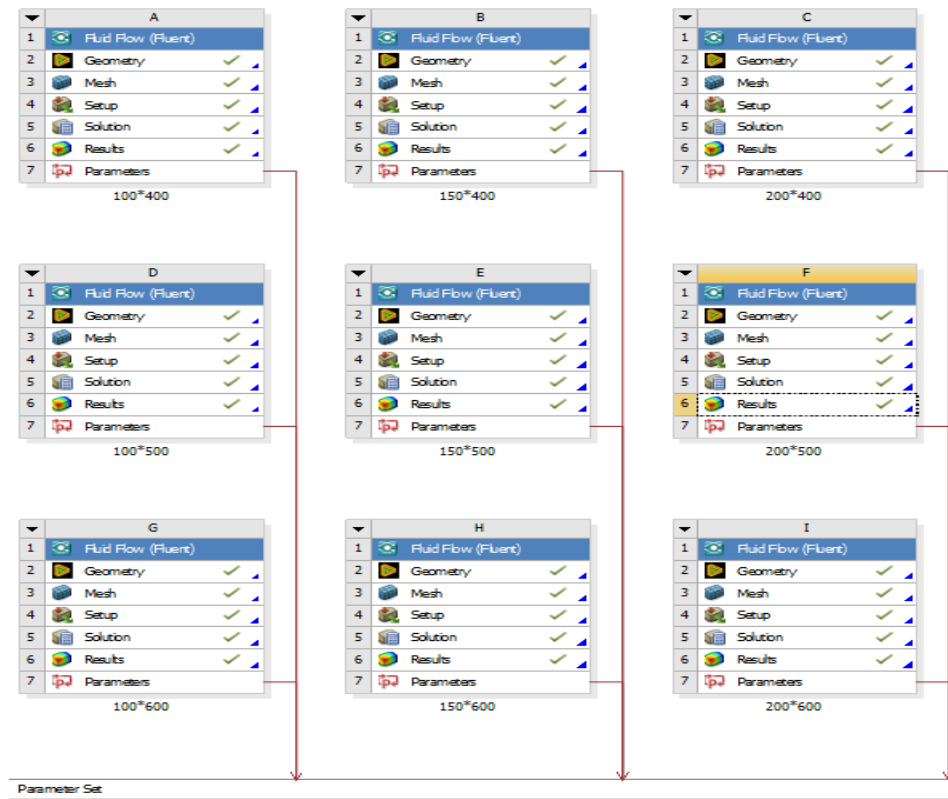 A
1 Fluid Flow (Fluent)
2 Geometry
3 Mesh
4 Setup
5 Solution
6 Results
7 Parameters
100*400
B
1 Fluid Flow (Fluent)
2 Geometry
3 Mesh
4 Setup
5 Solution
6 Results
7 Parameters
150*400
C
1 Fluid Flow (Fluent)
2 Geometry
3 Mesh
4 Setup
5 Solution
6 Results
7 Parameters
200*400
D
1 Fluid Flow (Fluent)
2 Geometry
3 Mesh
4 Setup
5 Solution
6 Results
7 Parameters
100*500
E
1 Fluid Flow (Fluent)
2 Geometry
3 Mesh
4 Setup
5 Solution
6 Results
7 Parameters
150*500
F
1 Fluid Flow (Fluent)
2 Geometry
3 Mesh
4 Setup
5 Solution
6 Results
7 Parameters
200*500
G
1 Fluid Flow (Fluent)
2 Geometry
3 Mesh
4 Setup
5 Solution
6 Results
7 Parameters
100*600
H
1 Fluid Flow (Fluent)
2 Geometry
3 Mesh
4 Setup
5 Solution
6 Results
7 Parameters
150*600
I
1 Fluid Flow (Fluent)
2 Geometry
3 Mesh
4 Setup
5 Solution
6 Results
7 Parameters
200*600
Parameter Set